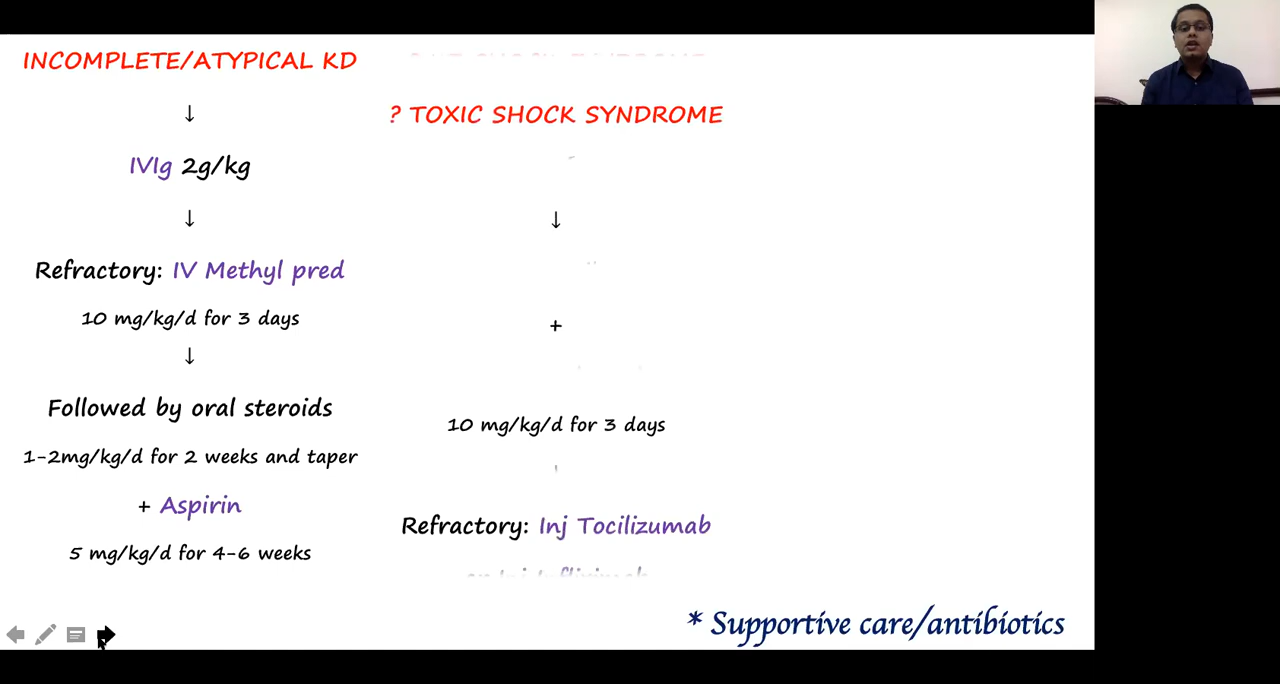 INCOMPLETE/ATYPICAL KD
↓
IVIg 2g/kg
↓
Refractory: IV Methyl pred
10 mg/kg/d for 3 days
↓
Followed by oral steroids
1-2mg/kg/d for 2 weeks and taper
+ Aspirin
5 mg/kg/d for 4-6 weeks
? TOXIC SHOCK SYNDROME
↓
+
10 mg/kg/d for 3 days
Refractory: Inj Tocilizumab
* Supportive care/antibiotics